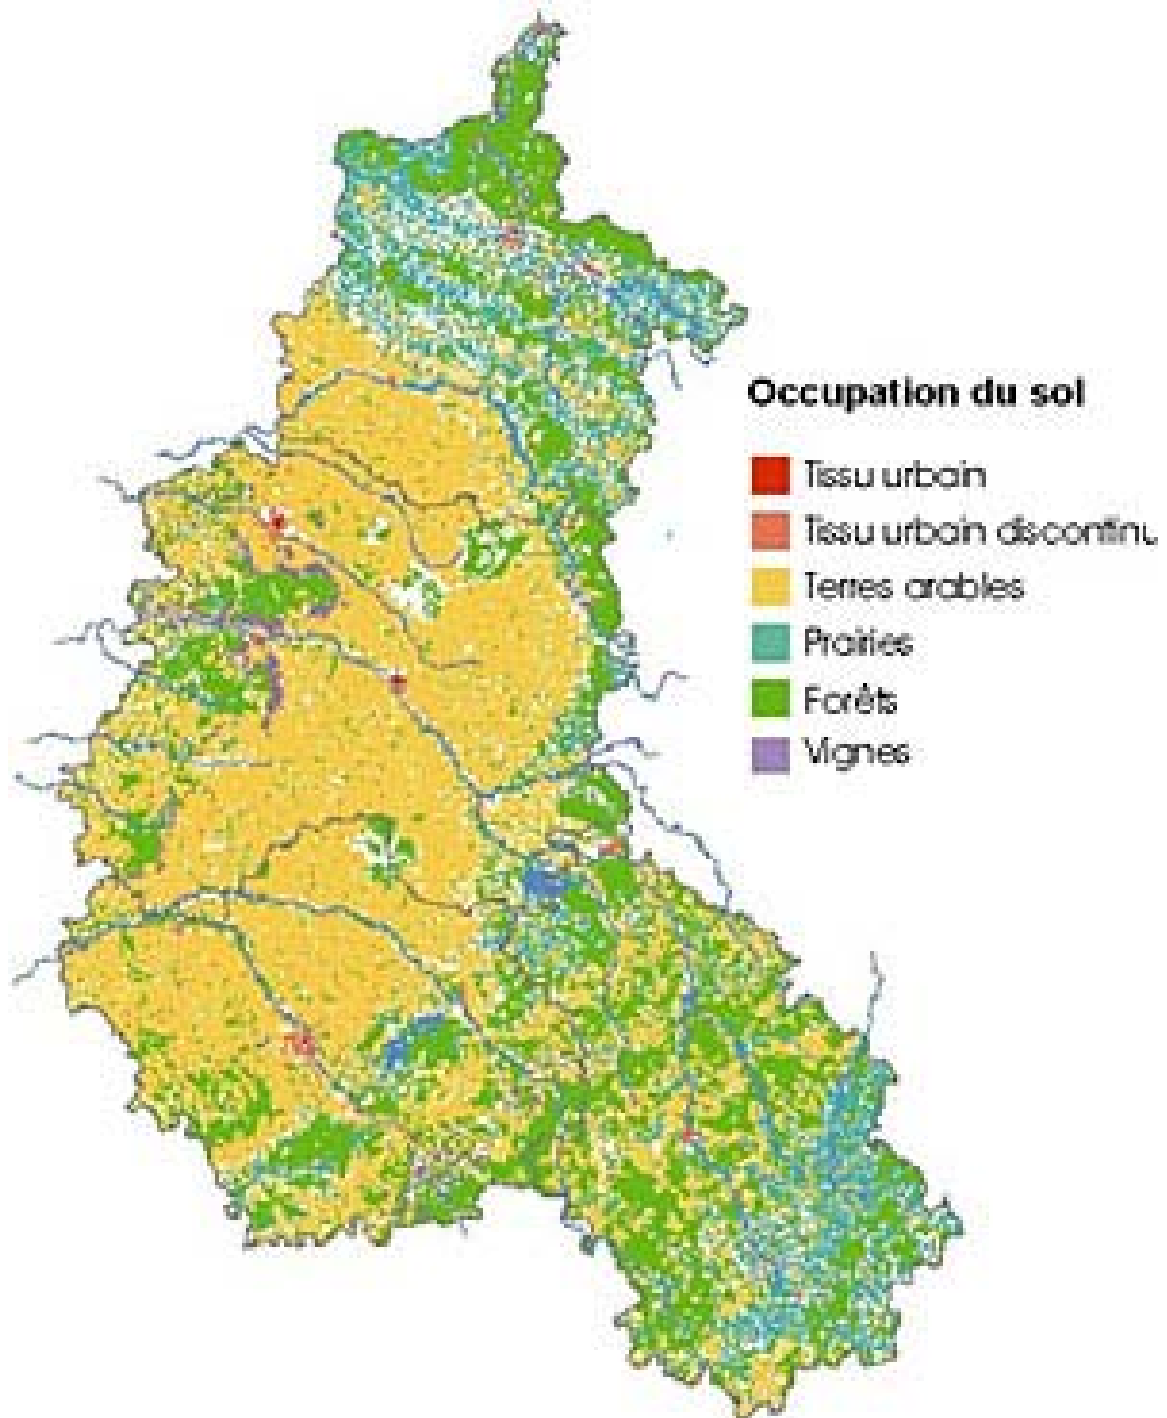 Occupation du sol
Tissu urbain
Tissu urbain discontinu
Terres arables
Prairies
Forêts
Vignes